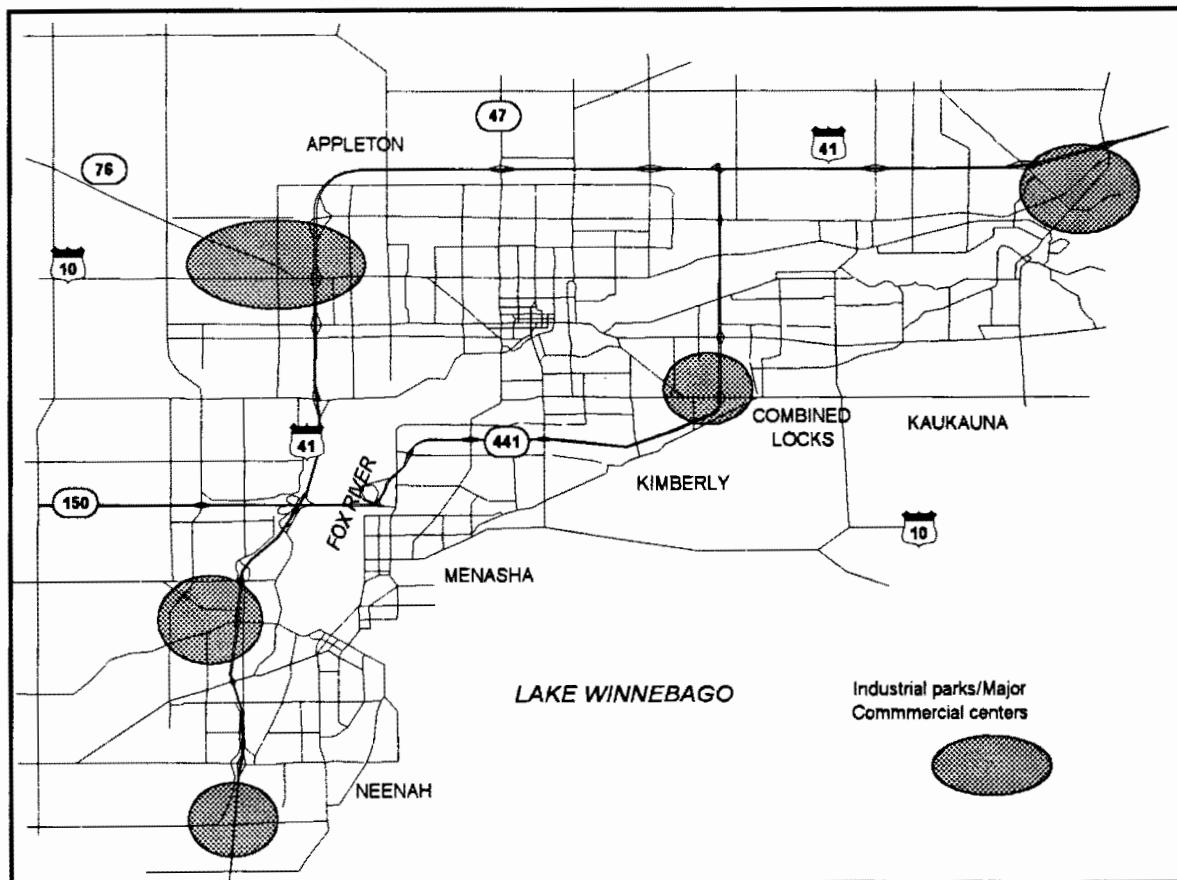 47
41
APPLETON
76
10
COMBINED
LOCKS
KAUKAUNA
41
441
KIMBERLY
FOX RIVER
150
10
MENASHA
LAKE WINNEBAGO
Industrial parks/Major
Commmercial centers
NEENAH